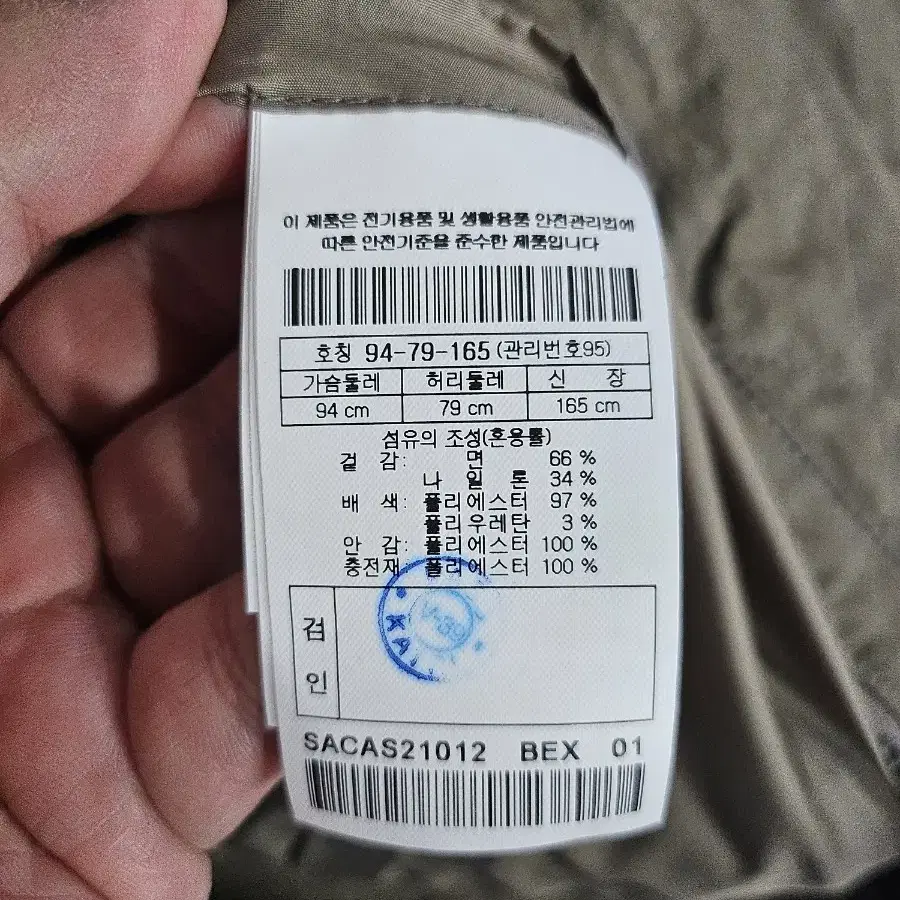 이 제품은 전기용품 및 생활용품 안전관리법에
따른 안전기준을 준수한 제품입니다
호칭 94-79-165 (관리번호95)
가슴둘레 허리둘레 신 장
94 cm 79 cm 165 cm
섬유의 조성(혼용률)
겉 감: 면 66 %
나 일 론 34 %
배 색: 폴리에스터 97 %
폴리우레탄 3 %
안 감: 폴리에스터 100 %
충전재: 폴리에스터 100 %
검
인
SACAS21012 BEX 01